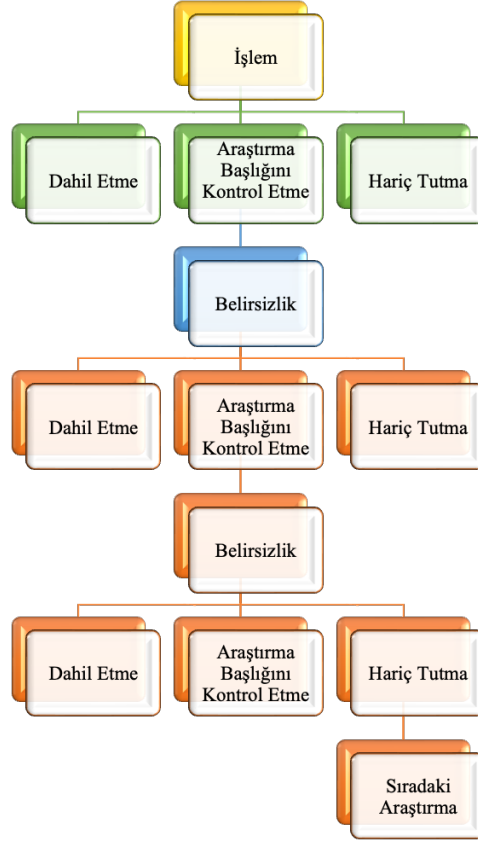 İşlem
Dahil Etme
Araştırma
Başlığını
Kontrol Etme
Hariç Tutma
Belirsizlik
Dahil Etme
Araştırma
Başlığını
Kontrol Etme
Hariç Tutma
Belirsizlik
Dahil Etme
Araştırma
Başlığını
Kontrol Etme
Hariç Tutma
Sıradaki
Araştırma